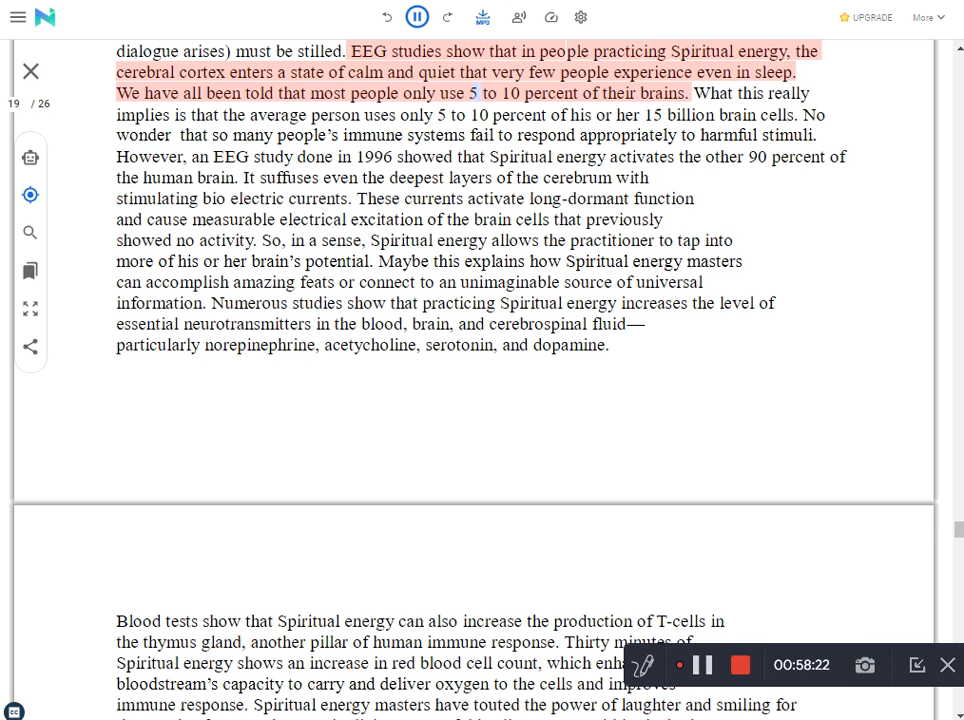 MP3
UPGRADE
More
19 / 26
dialogue arises) must be stilled. EEG studies show that in people practicing Spiritual energy, the
cerebral cortex enters a state of calm and quiet that very few people experience even in sleep.
We have all been told that most people only use 5 to 10 percent of their brains. What this really
implies is that the average person uses only 5 to 10 percent of his or her 15 billion brain cells. No
wonder that so many people’s immune systems fail to respond appropriately to harmful stimuli.
However, an EEG study done in 1996 showed that Spiritual energy activates the other 90 percent of
the human brain. It suffuses even the deepest layers of the cerebrum with
stimulating bio electric currents. These currents activate long-dormant function
and cause measurable electrical excitation of the brain cells that previously
showed no activity. So, in a sense, Spiritual energy allows the practitioner to tap into
more of his or her brain’s potential. Maybe this explains how Spiritual energy masters
can accomplish amazing feats or connect to an unimaginable source of universal
information. Numerous studies show that practicing Spiritual energy increases the level of
essential neurotransmitters in the blood, brain, and cerebrospinal fluid—
particularly norepinephrine, acetycholine, serotonin, and dopamine.
Blood tests show that Spiritual energy can also increase the production of T-cells in
the thymus gland, another pillar of human immune response. Thirty minutes of
Spiritual energy shows an increase in red blood cell count, which enha
bloodstream’s capacity to carry and deliver oxygen to the cells and improves
immune response. Spiritual energy masters have touted the power of laughter and smiling for
00:58:22
CC